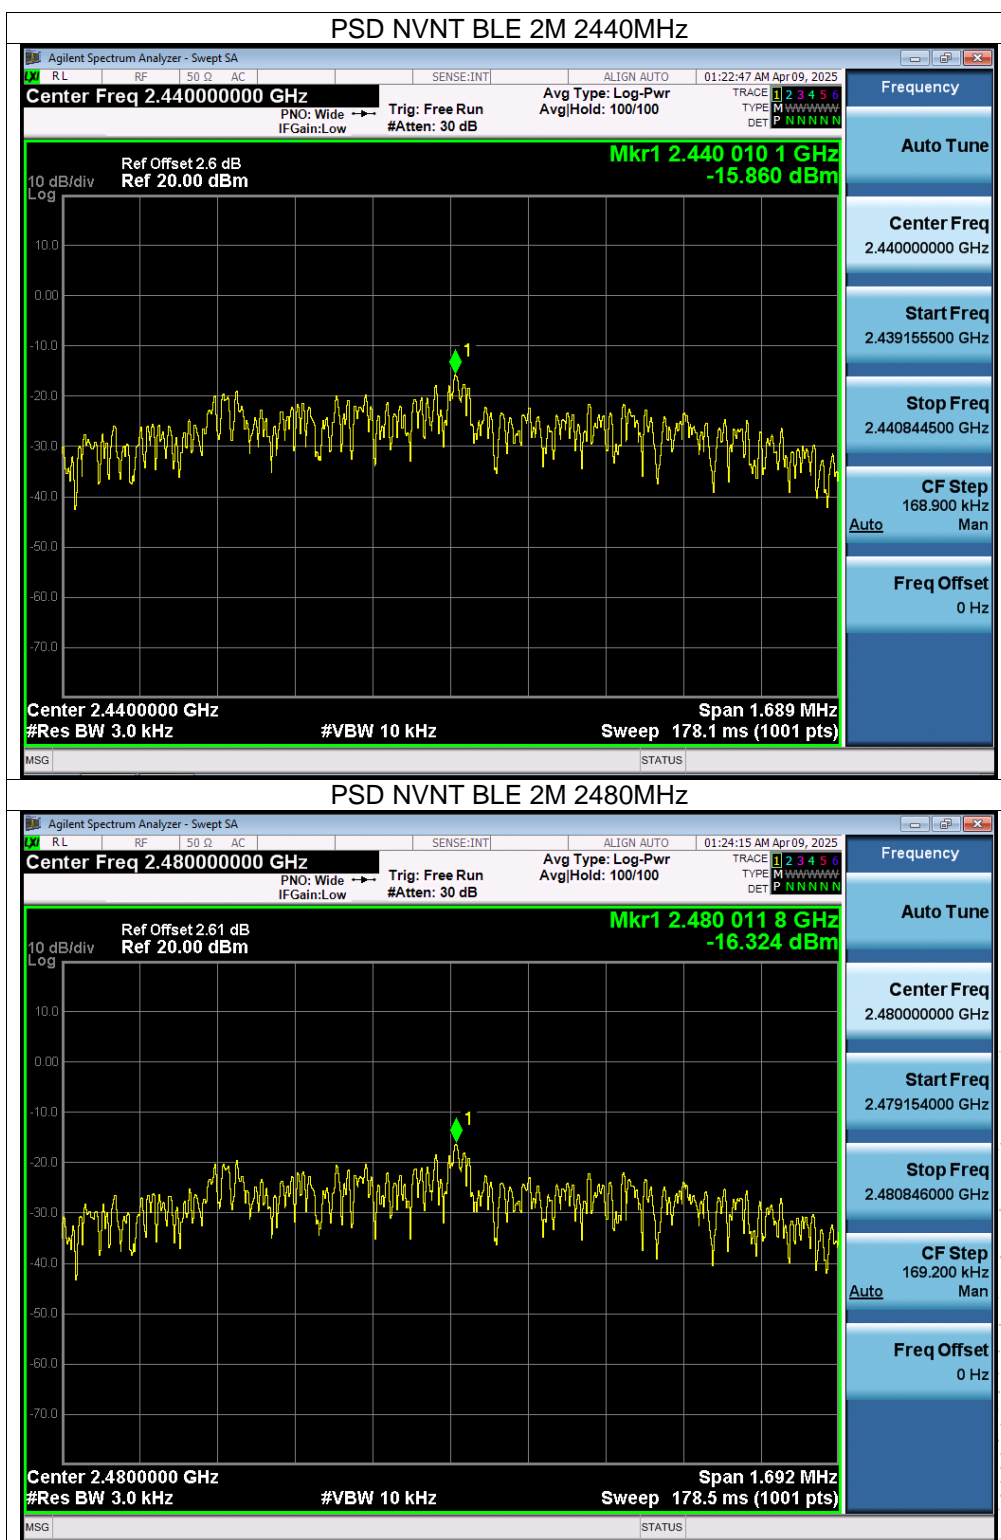 PSD NVNT BLE 2M 2440MHz
Agilent Spectrum Analyzer - Swept SA
LXI RL RF 50 Ω AC SENSE:INT ALIGN AUTO 01:22:47 AM Apr 09, 2025
Center Freq 2.440000000 GHz
PNO: Wide
IFGain:Low
Trig: Free Run
#Atten: 30 dB
Avg Type: Log-Pwr
Avg|Hold: 100/100
TRACE 1 2 3 4 5 6
TYPE M WWWWW
DET P N N N N N
Frequency
Auto Tune
Center Freq
2.440000000 GHz
Start Freq
2.439155500 GHz
Stop Freq
2.440844500 GHz
CF Step
168.900 kHz
Auto Man
Freq Offset
0 Hz
Mkr1 2.440 010 1 GHz
-15.860 dBm
Ref Offset 2.6 dB
10 dB/div Ref 20.00 dBm
Log
10.0
0.00
-10.0
-20.0
-30.0
-40.0
-50.0
-60.0
-70.0
1
Center 2.4400000 GHz Span 1.689 MHz
#Res BW 3.0 kHz #VBW 10 kHz Sweep 178.1 ms (1001 pts)
MSG STATUS
PSD NVNT BLE 2M 2480MHz
Agilent Spectrum Analyzer - Swept SA
LXI RL RF 50 Ω AC SENSE:INT ALIGN AUTO 01:24:15 AM Apr 09, 2025
Center Freq 2.480000000 GHz
PNO: Wide
IFGain:Low
Trig: Free Run
#Atten: 30 dB
Avg Type: Log-Pwr
Avg|Hold: 100/100
TRACE 1 2 3 4 5 6
TYPE M WWWWW
DET P N N N N N
Frequency
Auto Tune
Center Freq
2.480000000 GHz
Start Freq
2.479154000 GHz
Stop Freq
2.480846000 GHz
CF Step
169.200 kHz
Auto Man
Freq Offset
0 Hz
Mkr1 2.480 011 8 GHz
-16.324 dBm
Ref Offset 2.61 dB
10 dB/div Ref 20.00 dBm
Log
10.0
0.00
-10.0
-20.0
-30.0
-40.0
-50.0
-60.0
-70.0
1
Center 2.4800000 GHz Span 1.692 MHz
#Res BW 3.0 kHz #VBW 10 kHz Sweep 178.5 ms (1001 pts)
MSG STATUS